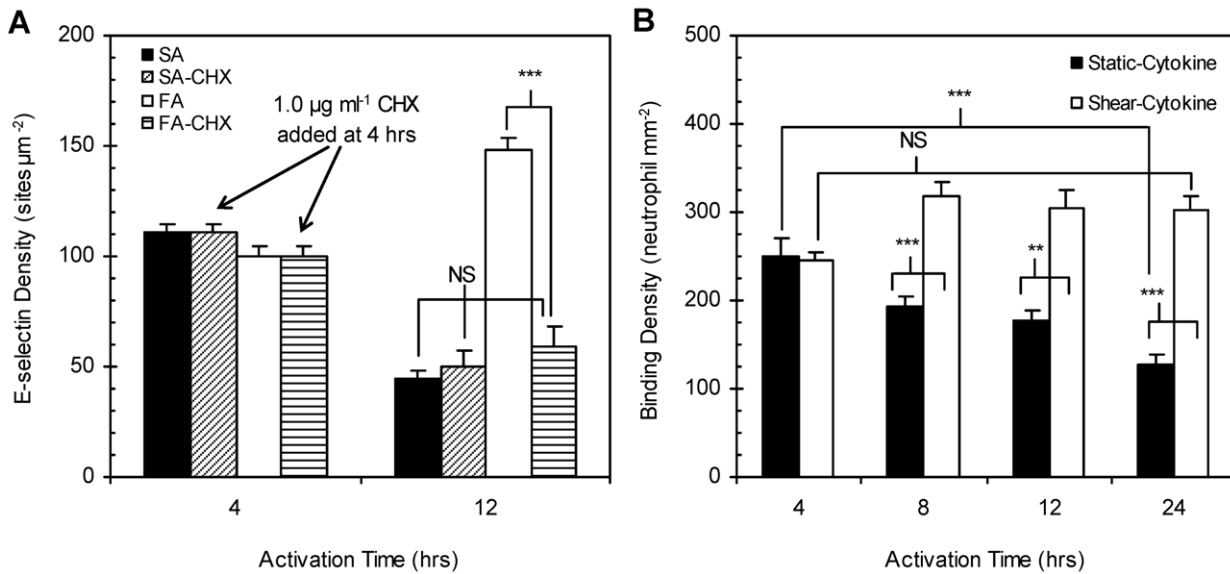 A
200
150
100
50
0
E-selectin Density (sites µm⁻²)
SA
SA-CHX
FA
FA-CHX
1.0 µg ml⁻¹ CHX
added at 4 hrs
***
NS
4
12
Activation Time (hrs)
B
500
400
300
200
100
0
Binding Density (neutrophil mm⁻²)
Static-Cytokine
Shear-Cytokine
***
NS
***
**
***
4
8
12
24
Activation Time (hrs)